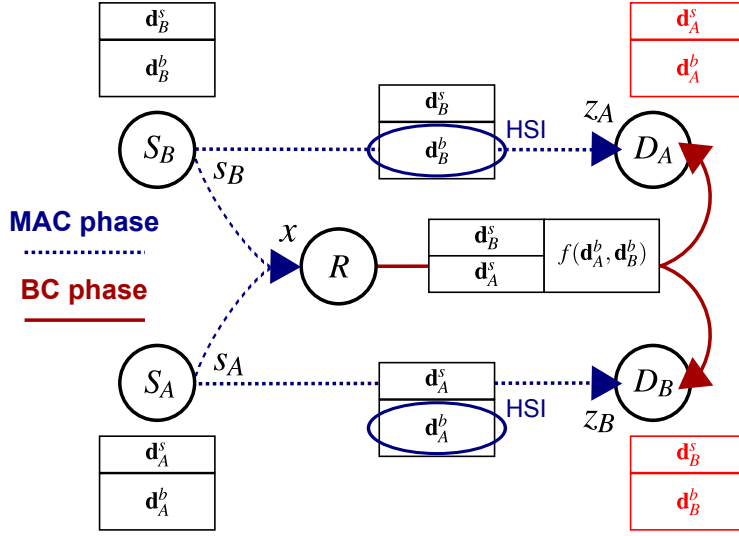 𝐝_B^s
𝐝_B^b
𝐝_A^s
𝐝_A^b
𝐝_B^s
𝐝_B^b
HSI
z_A
S_B
D_A
s_B
MAC phase
x
R
𝐝_B^s
𝐝_A^s
f(𝐝_A^b, 𝐝_B^b)
BC phase
s_A
S_A
𝐝_A^s
𝐝_A^b
HSI
D_B
z_B
𝐝_A^s
𝐝_A^b
𝐝_B^s
𝐝_B^b